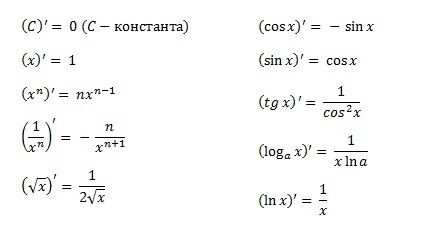 (C)′ = 0 (C − константа)
(x)′ = 1
(xⁿ)′ = nxⁿ⁻¹
(1/xⁿ)′ = − n/xⁿ⁺¹
(√x)′ = 1/(2√x)
(cos x)′ = − sin x
(sin x)′ = cos x
(tg x)′ = 1/cos²x
(logₐ x)′ = 1/(x ln a)
(ln x)′ = 1/x